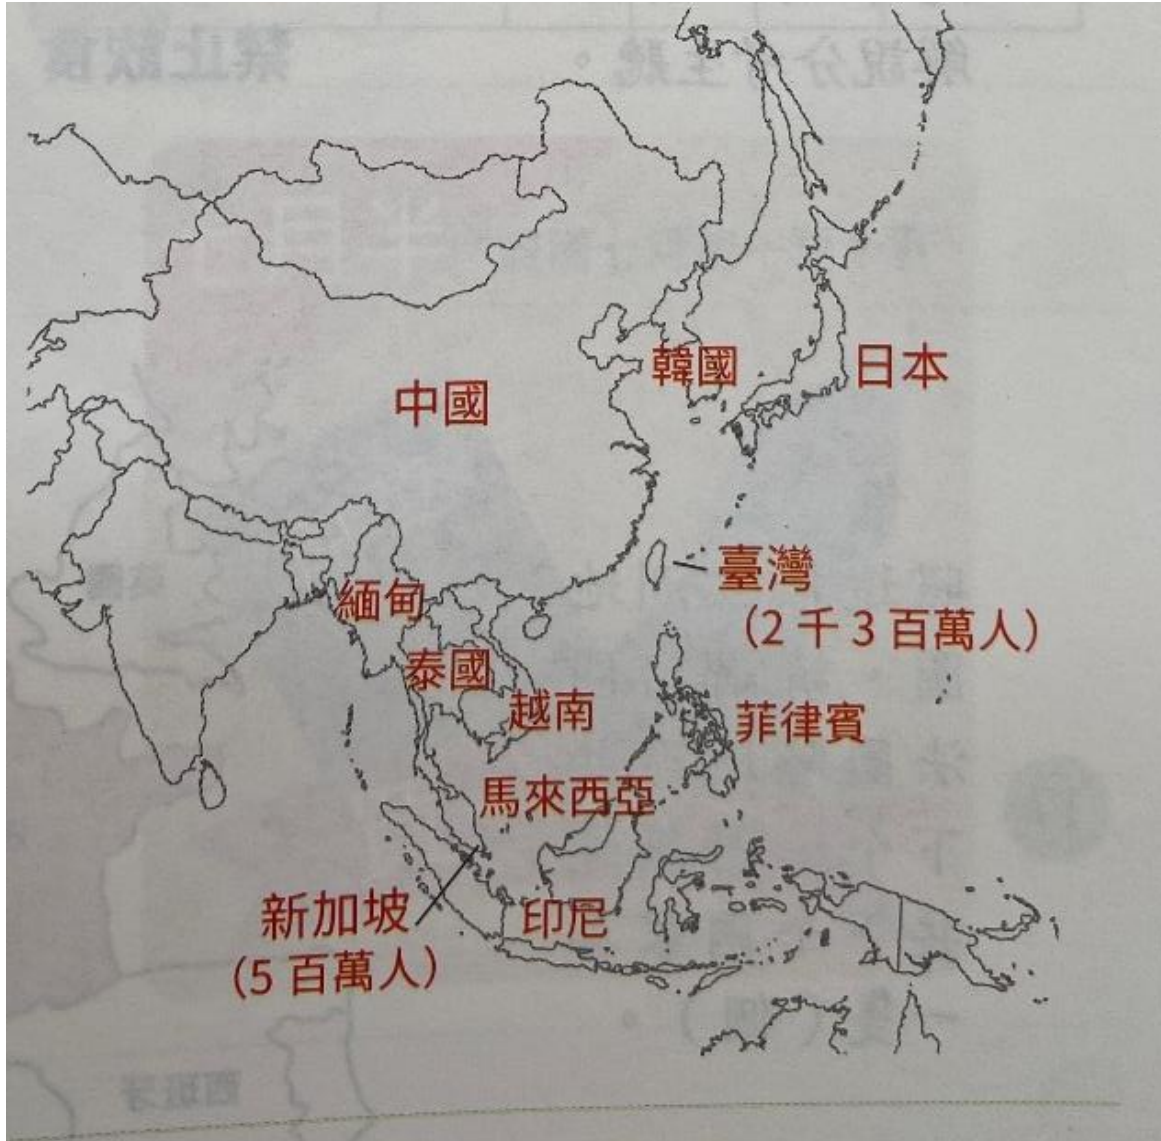 中國
韓國
日本
臺灣
（2 千 3 百萬人）
緬甸
泰國
越南
菲律賓
馬來西亞
新加坡
（5 百萬人）
印尼